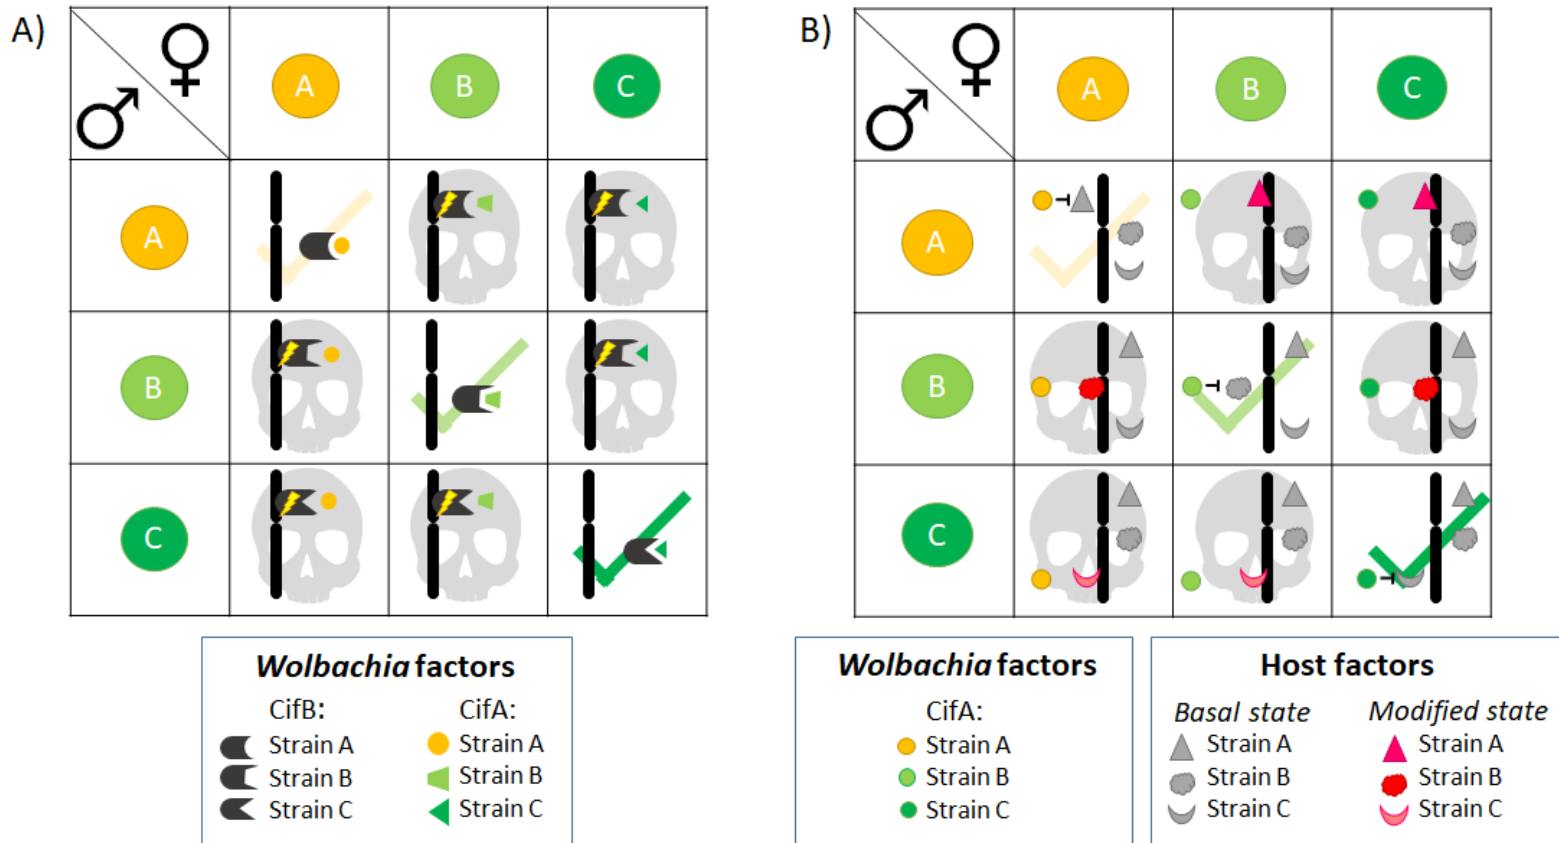 A)
A B C
A
B
C
Wolbachia factors
CifB: CifA:
Strain A Strain A
Strain B Strain B
Strain C Strain C
B)
A B C
A
B
C
Wolbachia factors
CifA:
Strain A
Strain B
Strain C
Host factors
Basal state Modified state
Strain A Strain A
Strain B Strain B
Strain C Strain C